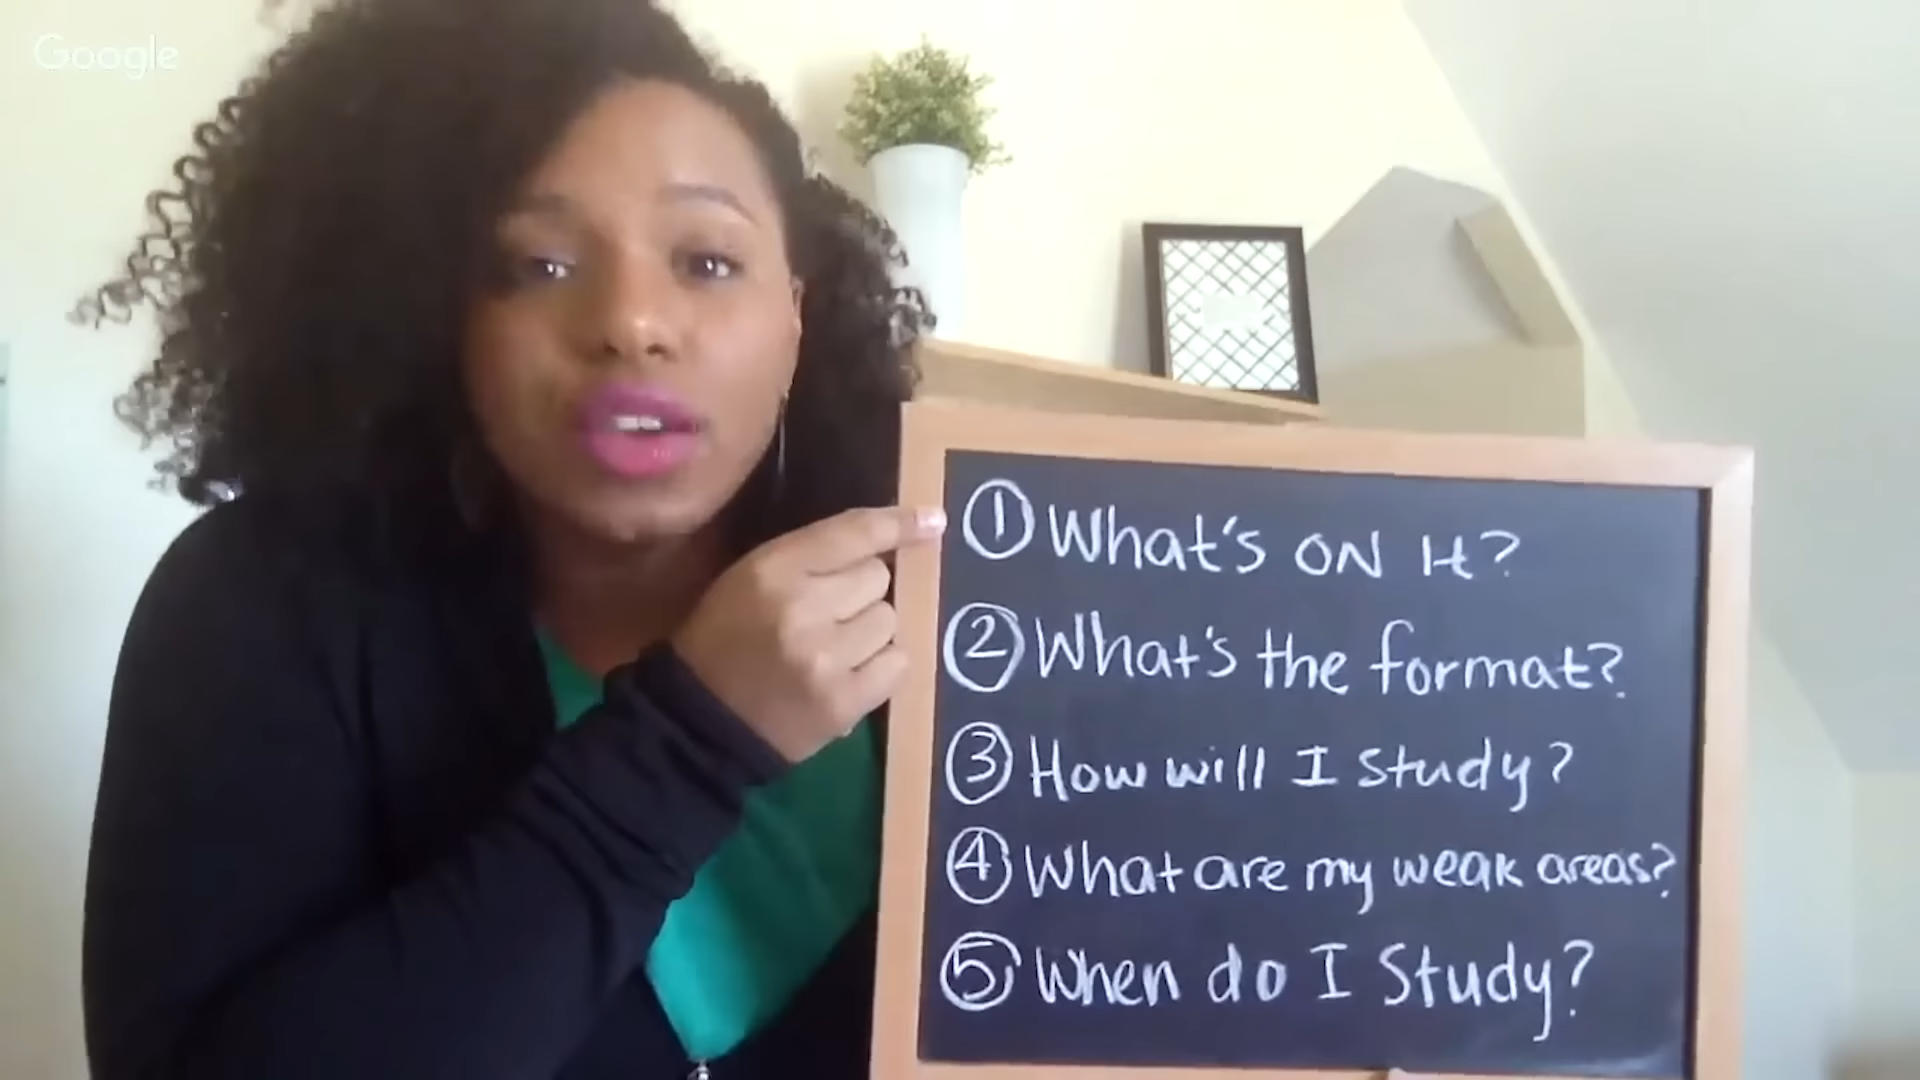 Google
① What's ON It?
② What's the format?
③ How will I study?
④ What are my weak areas?
⑤ When do I Study?